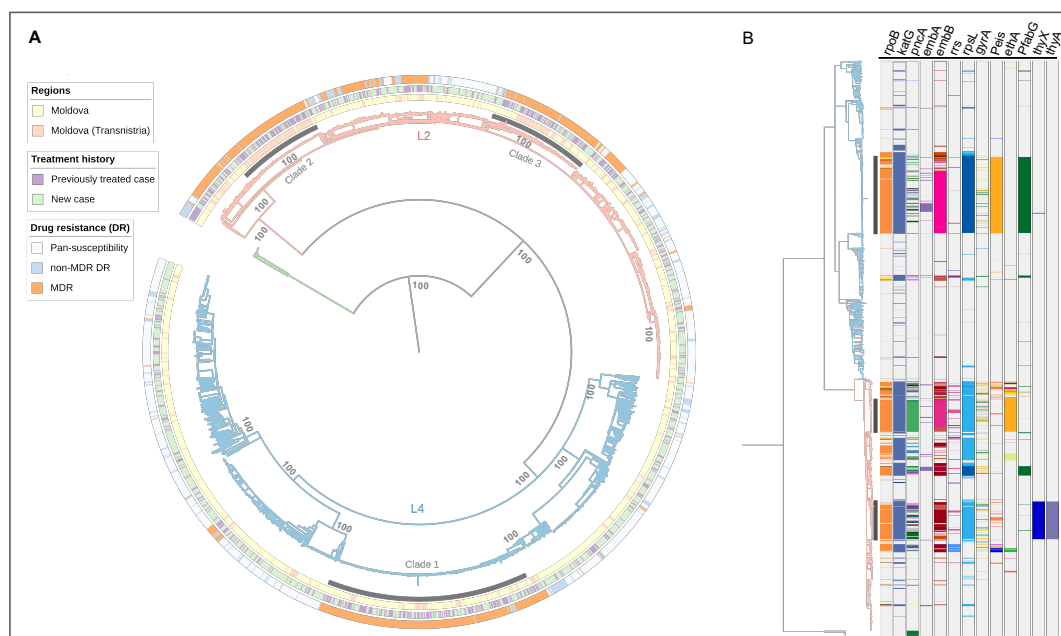 A
B
Regions
Moldova
Moldova (Transnistria)
Treatment history
Previously treated case
New case
Drug resistance (DR)
Pan-susceptibility
non-MDR DR
MDR
L2
Clade 2
Clade 3
L4
Clade 1
100
100
100
100
100
100
100
100
100
100
100
100
100
100
rpoB
katG
pncA
embA
embB
rrs
rpsL
gyrA
Peis
ethA
PfabG
thyX
thyA